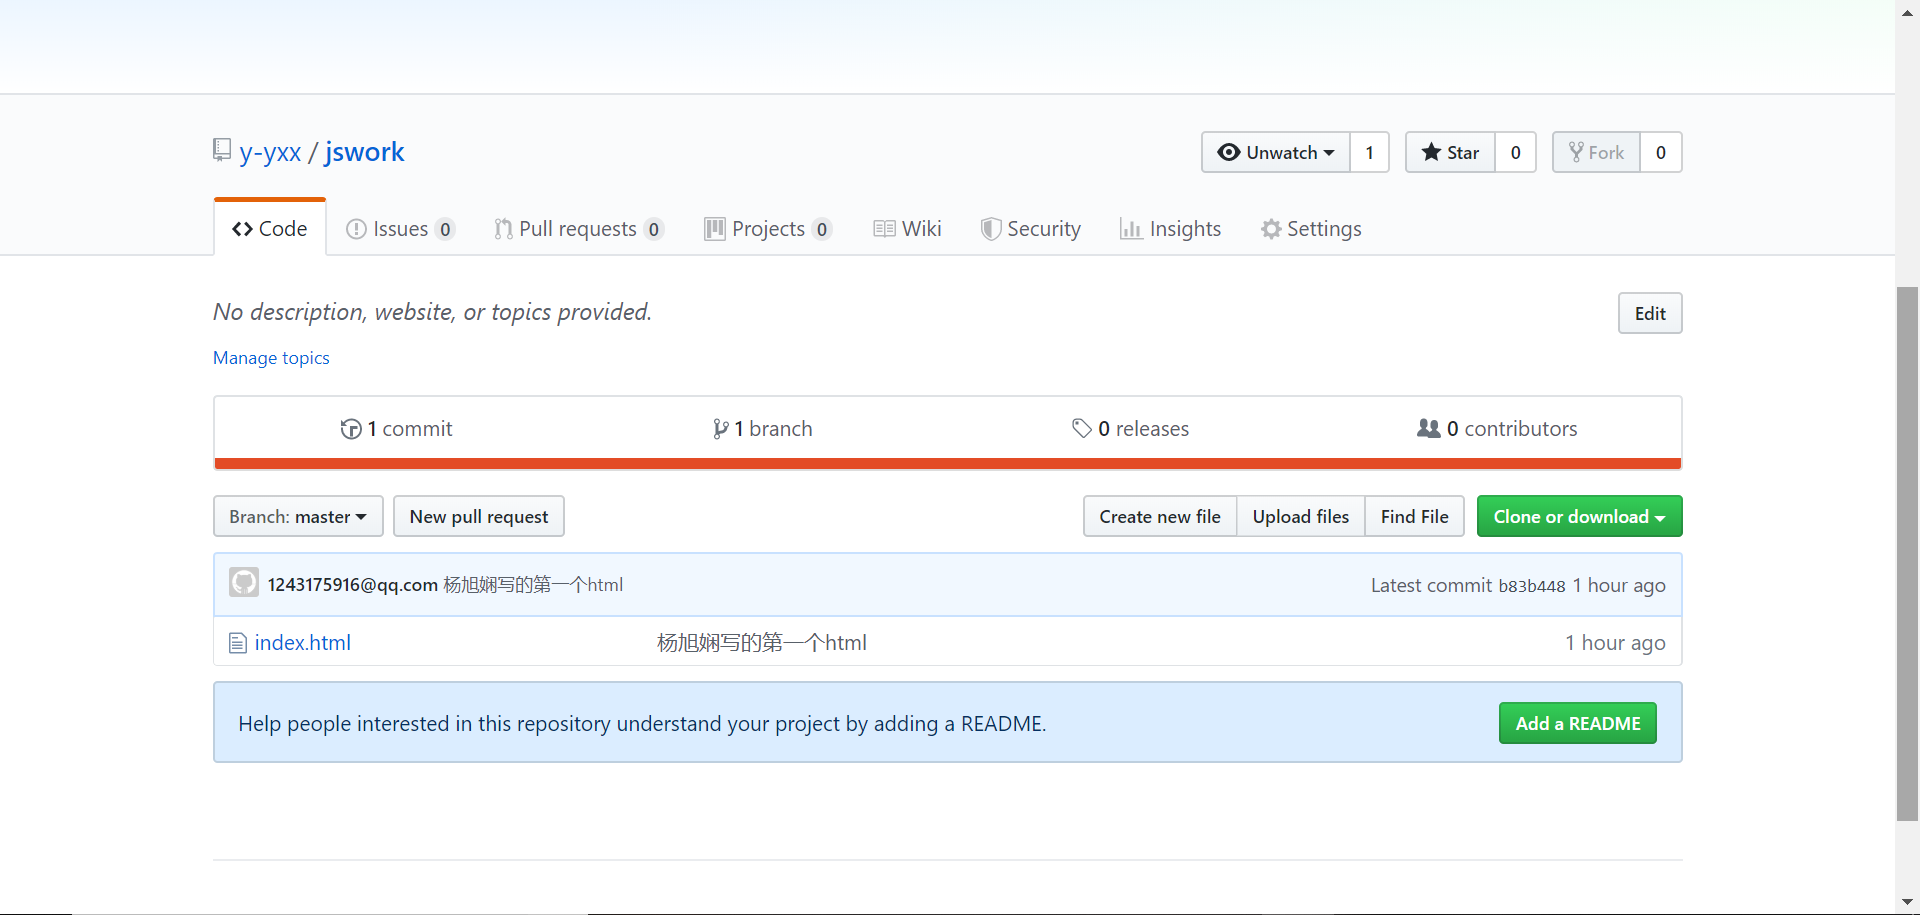 y-yxx / jswork
Unwatch 1 Star 0 Fork 0
Code Issues 0 Pull requests 0 Projects 0 Wiki Security Insights Settings
No description, website, or topics provided. Edit
Manage topics
1 commit 1 branch 0 releases 0 contributors
Branch: master New pull request Create new file Upload files Find File Clone or download
1243175916@qq.com 杨旭娴写的第一个html Latest commit b83b448 1 hour ago
index.html 杨旭娴写的第一个html 1 hour ago
Help people interested in this repository understand your project by adding a README. Add a README